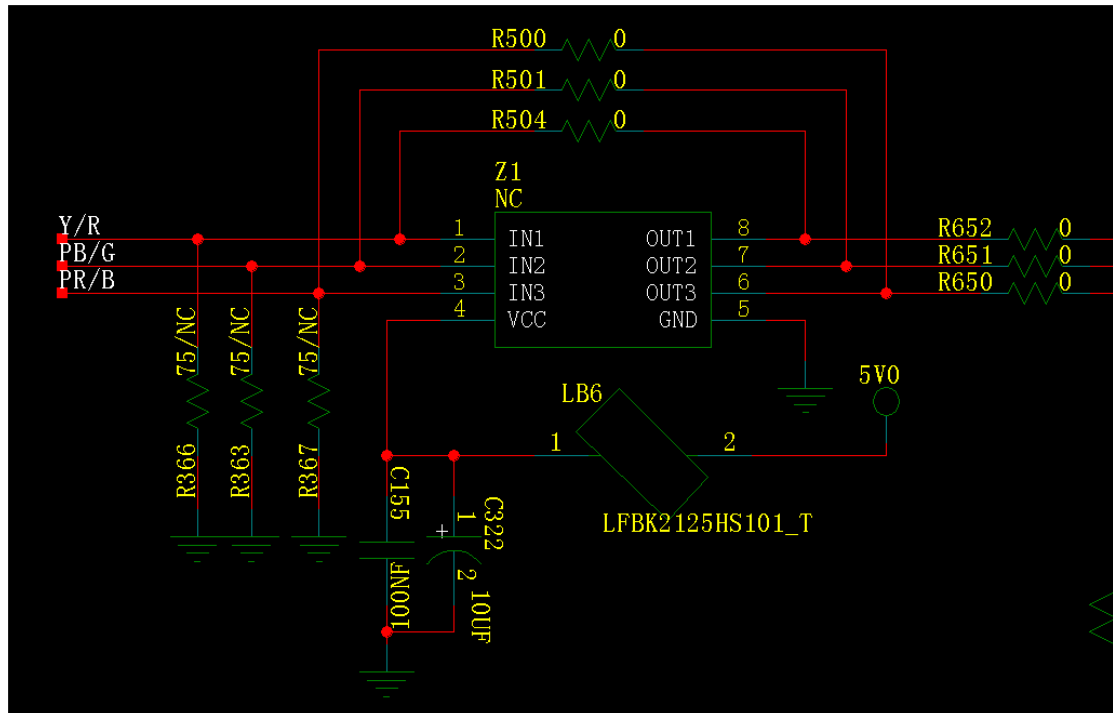 R500 0
R501 0
R504 0
Z1
NC
Y/R
PB/G
PR/B
1 IN1 OUT1 8
2 IN2 OUT2 7
3 IN3 OUT3 6
4 VCC GND 5
R652 0
R651 0
R650 0
75/NC
75/NC
75/NC
R366
R363
R367
5V0
LB6
1
2
LFBK2125HS101_T
C155
100NF
C322
1
+
2
10UF